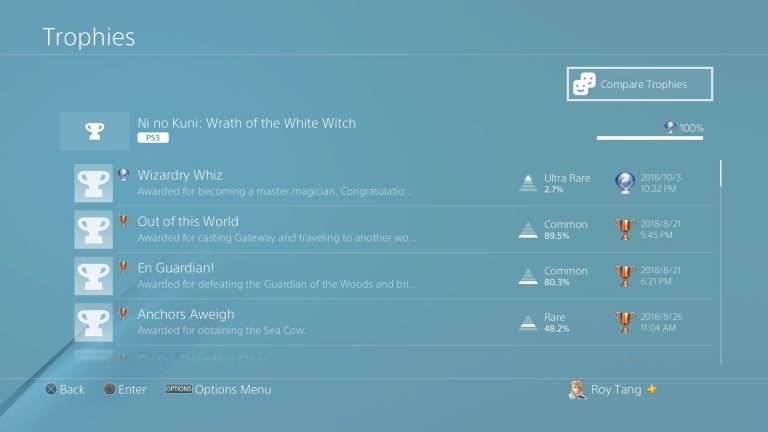 Trophies
Compare Trophies
Ni no Kuni: Wrath of the White Witch
PS3
100%
Wizardry Whiz
Awarded for becoming a master magician. Congratulatio...
Ultra Rare
2.7%
2018/10/3
10:22 PM
Out of this World
Awarded for casting Gateway and traveling to another wo...
Common
89.5%
2018/8/21
5:45 PM
En Guardian!
Awarded for defeating the Guardian of the Woods and bri...
Common
80.3%
2018/8/21
6:21 PM
Anchors Aweigh
Awarded for obtaining the Sea Cow.
Rare
48.2%
2018/8/26
11:04 AM
Back
Enter
OPTIONS Options Menu
Roy Tang